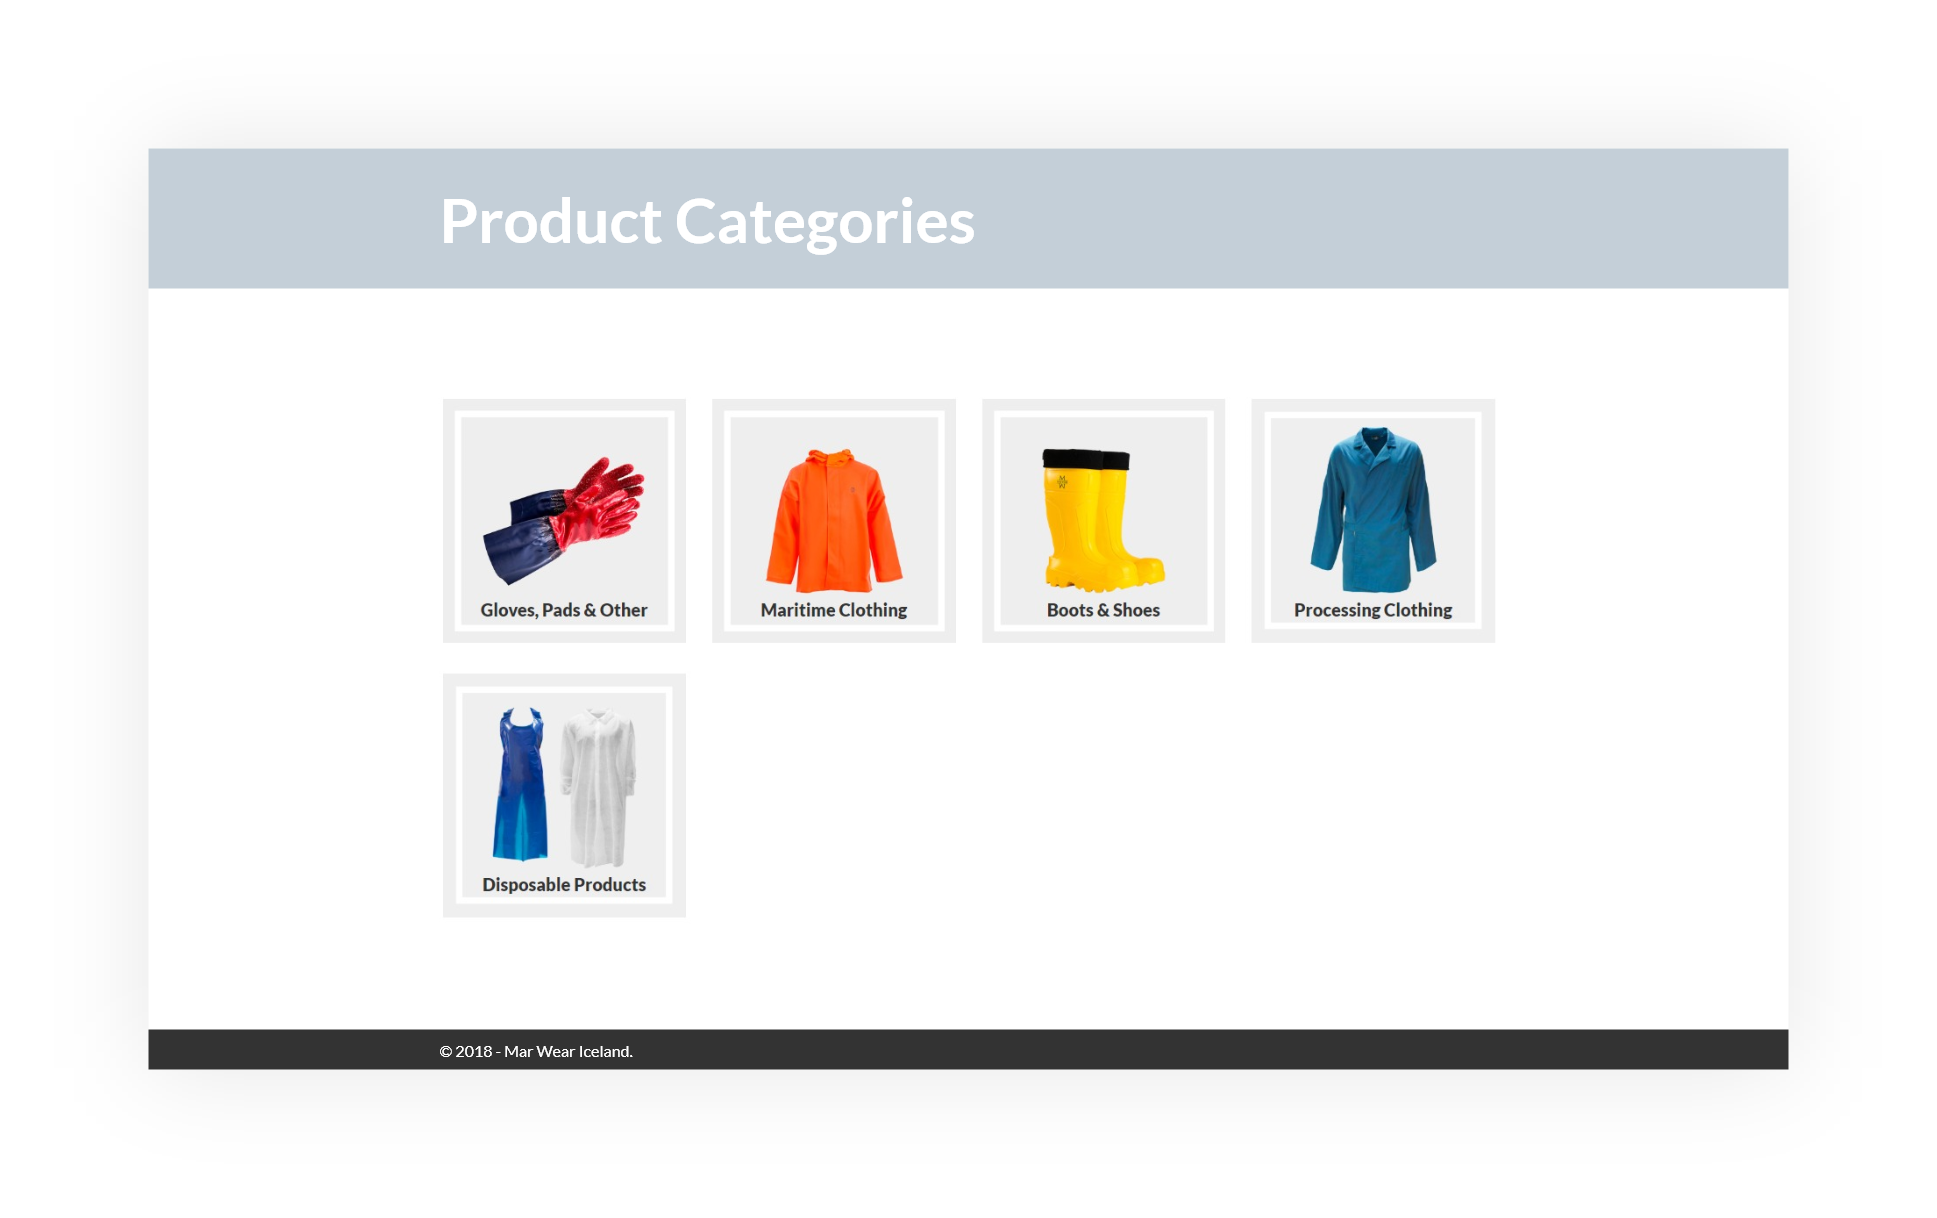 Product Categories
Gloves, Pads & Other
Maritime Clothing
Boots & Shoes
Processing Clothing
Disposable Products
© 2018 - Mar Wear Iceland.